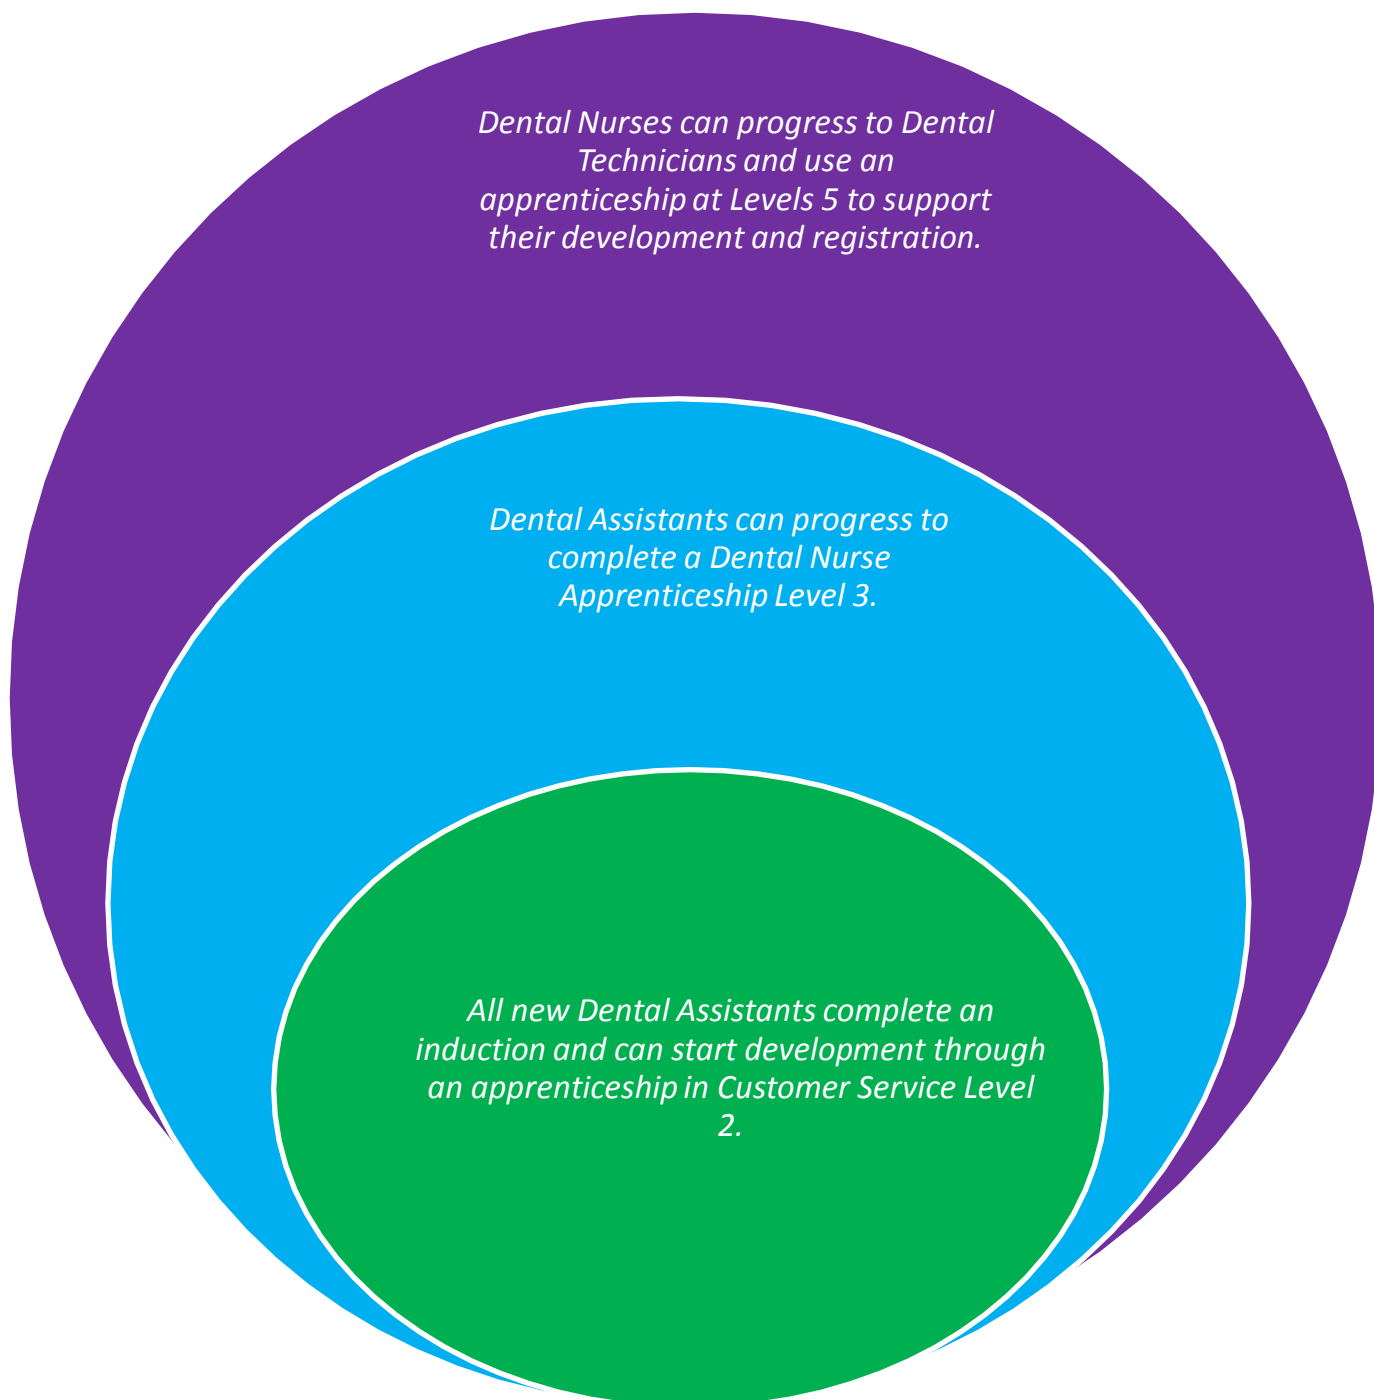 Dental Nurses can progress to Dental
Technicians and use an
apprenticeship at Levels 5 to support
their development and registration.
Dental Assistants can progress to
complete a Dental Nurse
Apprenticeship Level 3.
All new Dental Assistants complete an
induction and can start development through
an apprenticeship in Customer Service Level
2.